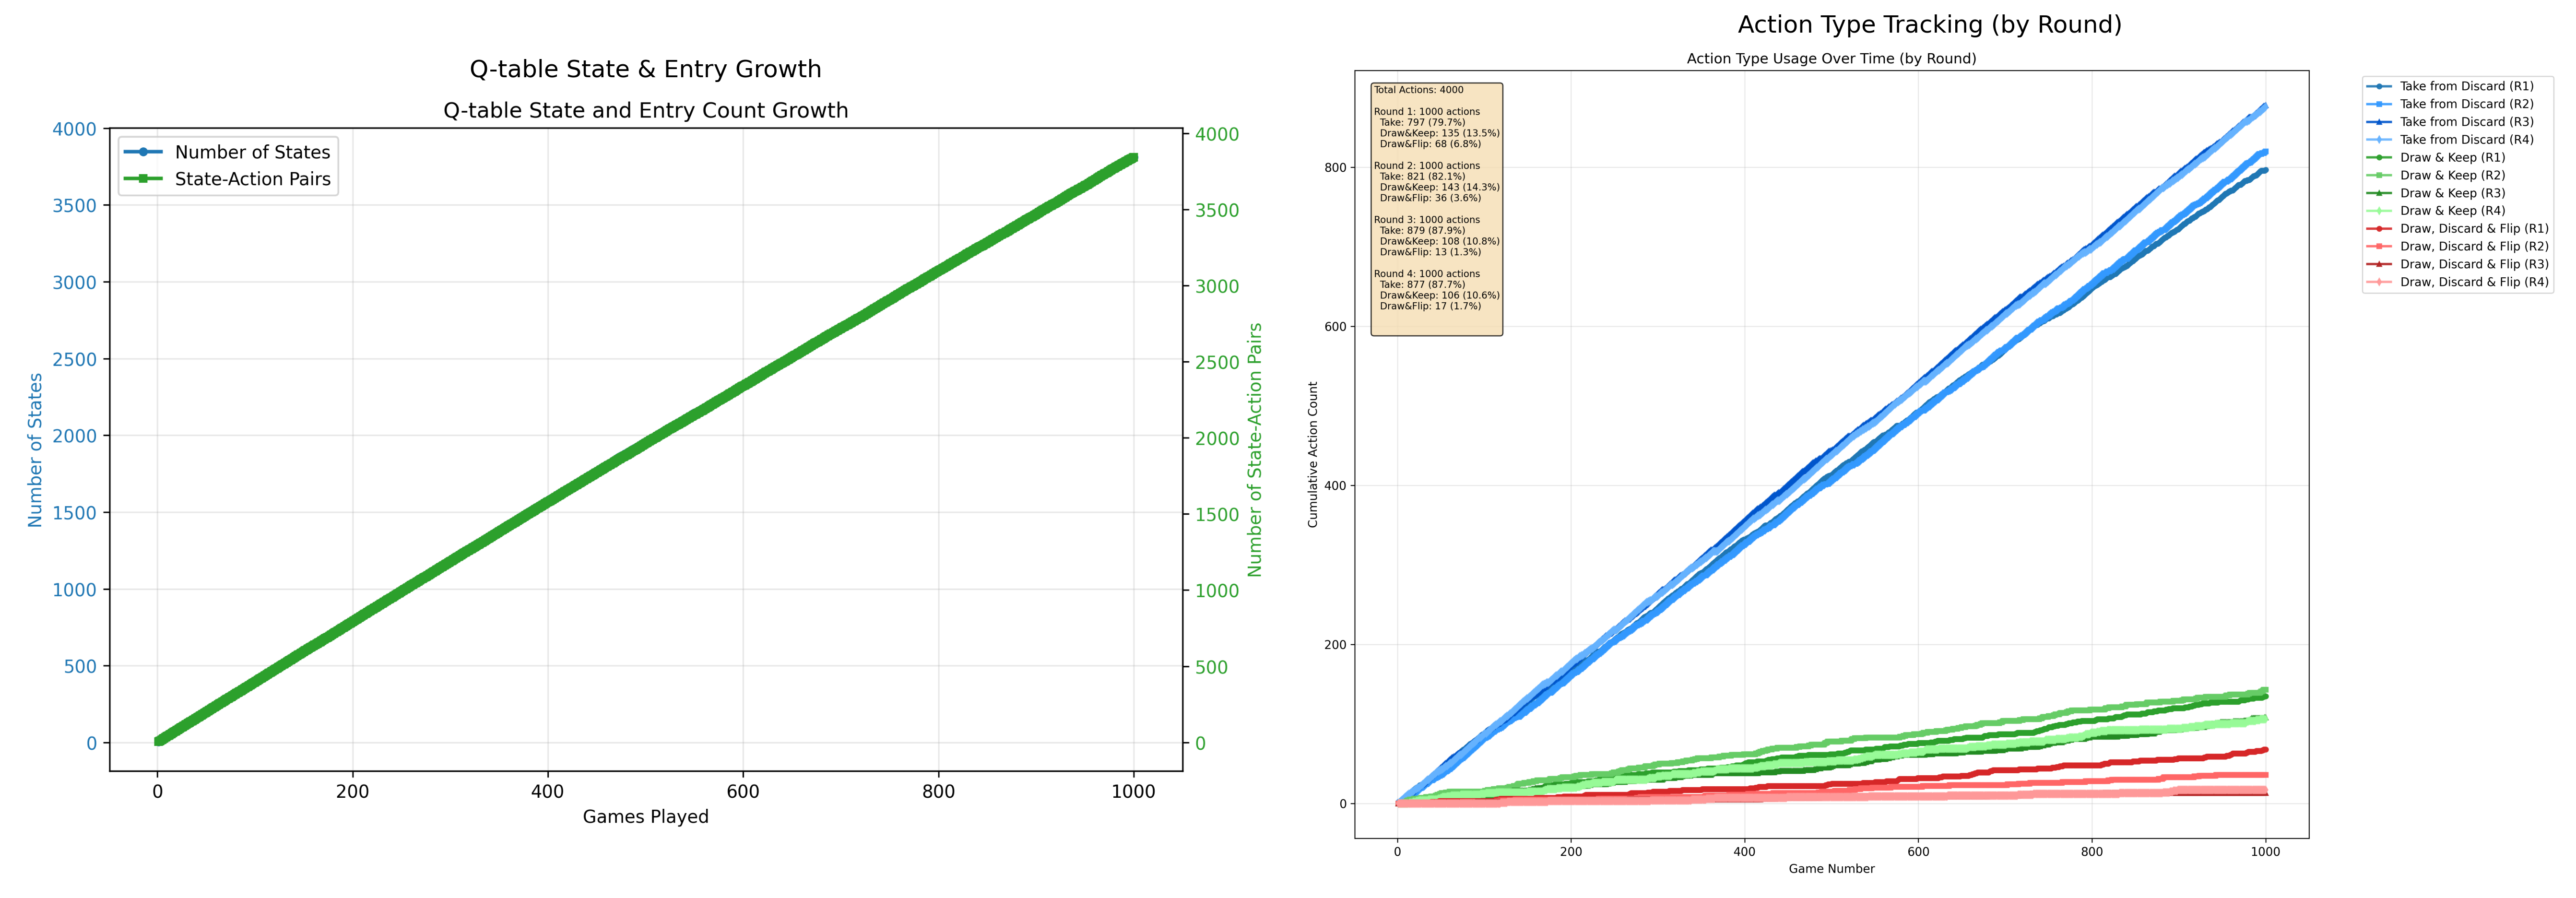 Q-table State & Entry Growth
Q-table State and Entry Count Growth
Number of States
State-Action Pairs
4000
3500
3000
2500
2000
1500
1000
500
0
Number of States
4000
3500
3000
2500
2000
1500
1000
500
0
Number of State-Action Pairs
0 200 400 600 800 1000
Games Played
Action Type Tracking (by Round)
Action Type Usage Over Time (by Round)
Total Actions: 4000
Round 1: 1000 actions
Take: 797 (79.7%)
Draw&Keep: 135 (13.5%)
Draw&Flip: 68 (6.8%)
Round 2: 1000 actions
Take: 821 (82.1%)
Draw&Keep: 143 (14.3%)
Draw&Flip: 36 (3.6%)
Round 3: 1000 actions
Take: 879 (87.9%)
Draw&Keep: 108 (10.8%)
Draw&Flip: 13 (1.3%)
Round 4: 1000 actions
Take: 877 (87.7%)
Draw&Keep: 106 (10.6%)
Draw&Flip: 17 (1.7%)
800
600
400
200
0
Cumulative Action Count
0 200 400 600 800 1000
Game Number
Take from Discard (R1)
Take from Discard (R2)
Take from Discard (R3)
Take from Discard (R4)
Draw & Keep (R1)
Draw & Keep (R2)
Draw & Keep (R3)
Draw & Keep (R4)
Draw, Discard & Flip (R1)
Draw, Discard & Flip (R2)
Draw, Discard & Flip (R3)
Draw, Discard & Flip (R4)